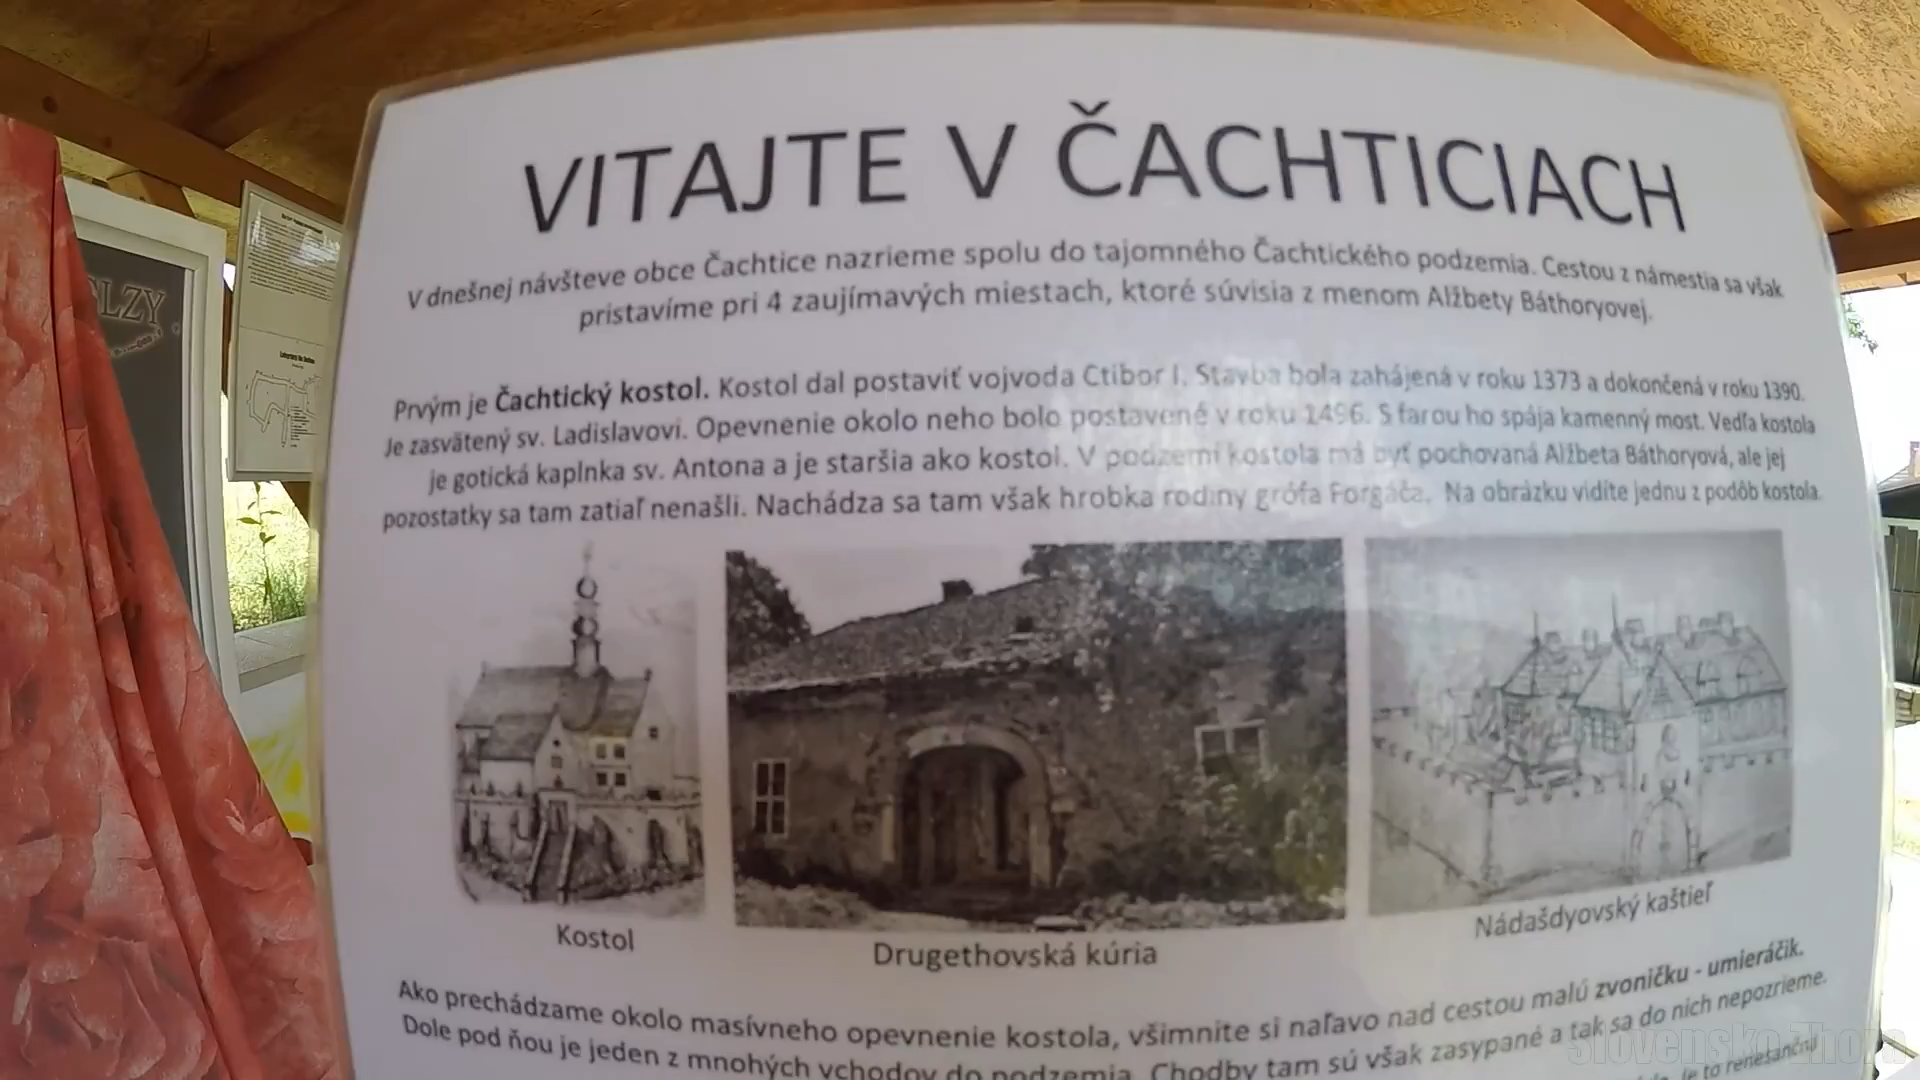 VITAJTE V ČACHTICIACH
V dnešnej návšteve obce Čachtice nazrieme spolu do tajomného Čachtického podzemia. Cestou z námestia sa však
pristavíme pri 4 zaujímavých miestach, ktoré súvisia z menom Alžbety Báthoryovej.
Prvým je Čachtický kostol. Kostol dal postaviť vojvoda Ctibor I. Stavba bola zahájená v roku 1373 a dokončená v roku 1390.
Je zasvätený sv. Ladislavovi. Opevnenie okolo neho bolo postavené v roku 1496. S farou ho spája kamenný most. Vedľa kostola
je gotická kaplnka sv. Antona a je staršia ako kostol. V podzemí kostola má byť pochovaná Alžbeta Báthoryová, ale jej
pozostatky sa tam zatiaľ nenašli. Nachádza sa tam však hrobka rodiny grófa Forgáča. Na obrázku vidíte jednu z podôb kostola.
Kostol
Drugethovská kúria
Nádašdyovský kaštieľ
Ako prechádzame okolo masívneho opevnenie kostola, všimnite si naľavo nad cestou malú zvoničku - umieráčik.
Dole pod ňou je jeden z mnohých vchodov do podzemia. Chodby tam sú však zasypané a tak sa do nich nepozrieme.
je to renesančnú
Slovensko Zhora